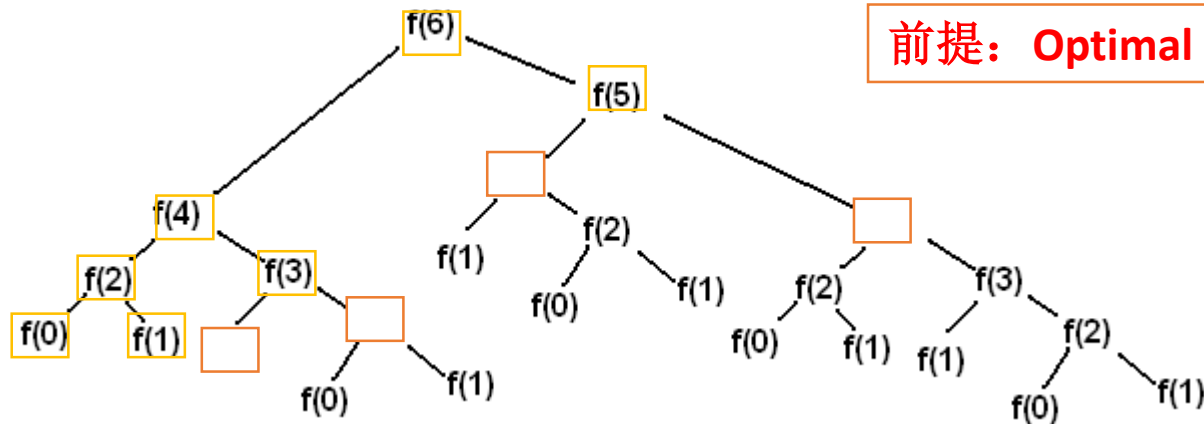 f(6)
前提：Optimal
f(5)
f(4)
f(2)
f(1)
f(2)
f(3)
f(0)
f(1)
f(2)
f(3)
f(0)
f(1)
f(0)
f(1)
f(1)
f(2)
f(0)
f(1)
f(0)
f(1)